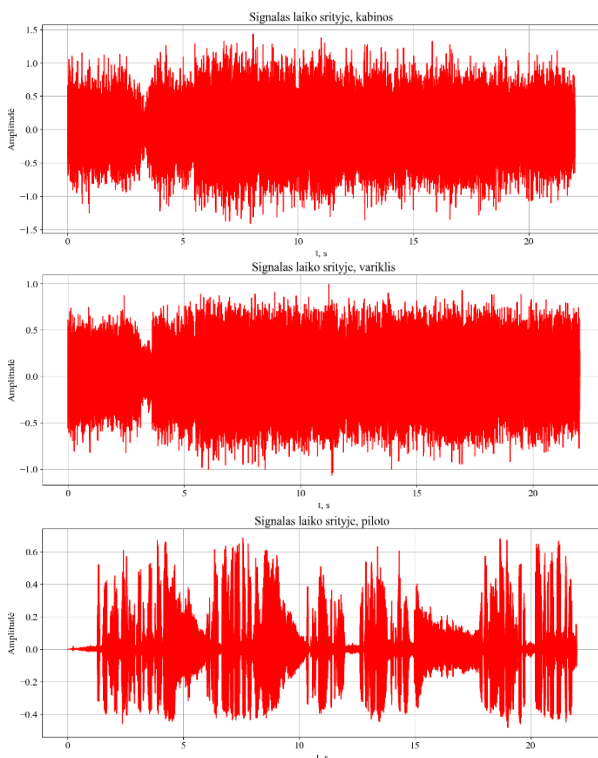 Signalas laiko srityje, kabinos
1.5
1.0
0.5
0.0
−0.5
−1.0
−1.5
Amplitudė
0 5 10 15 20
t, s
Signalas laiko srityje, variklis
1.0
0.5
0.0
−0.5
−1.0
Amplitudė
0 5 10 15 20
t, s
Signalas laiko srityje, piloto
0.6
0.4
0.2
0.0
−0.2
−0.4
Amplitudė
0 5 10 15 20
t, s